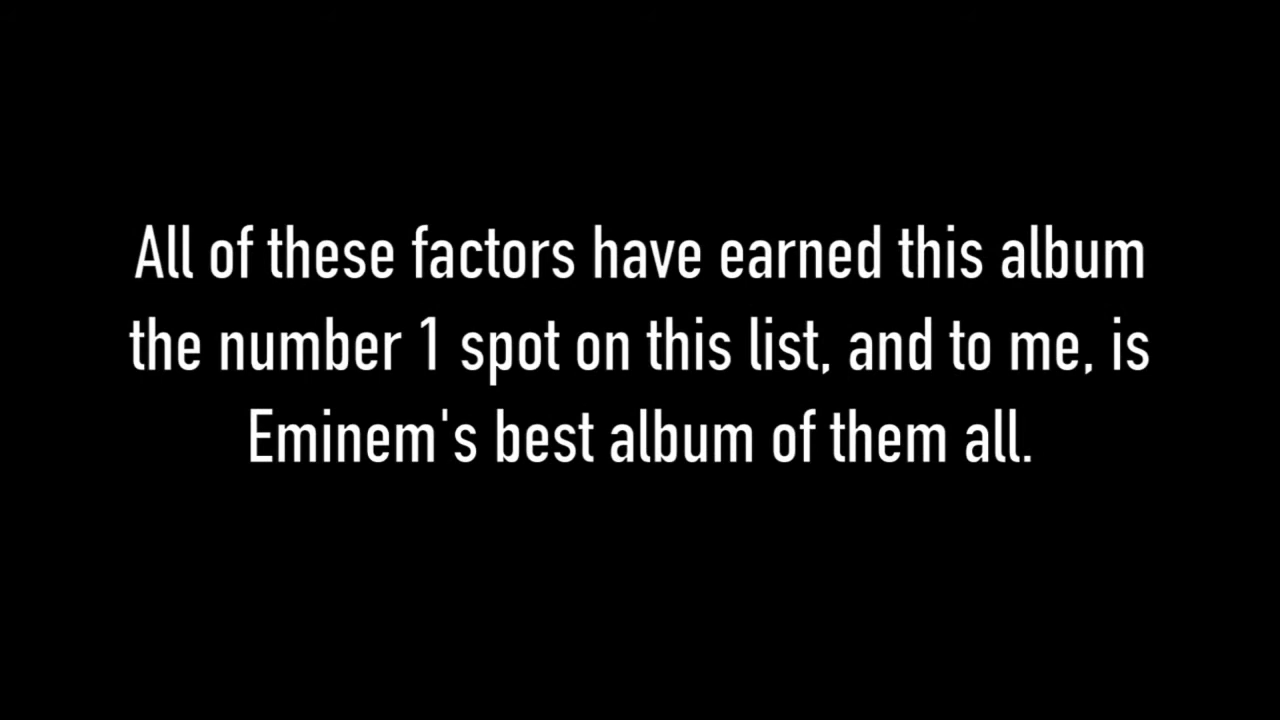 All of these factors have earned this album
the number 1 spot on this list, and to me, is
Eminem's best album of them all.